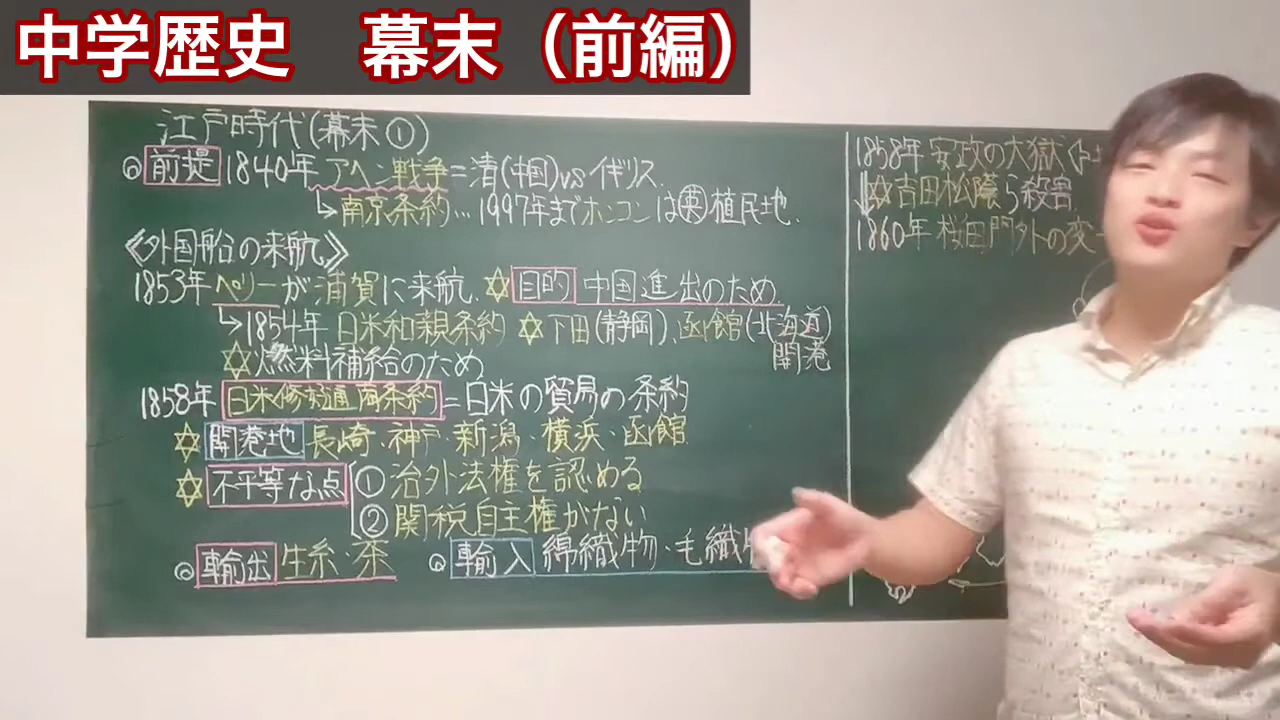 中学歴史 幕末（前編）
江戸時代(幕末①)
◎前提 1840年 アヘン戦争=清(中国)vsイギリス.
↳南京条約…1997年までホンコンは英植民地.
《外国船の来航》
1853年ペリーが浦賀に来航. ☆目的 中国進出のため
↳1854年 日米和親条約 ☆下田(静岡)、函館(北海道)
開港
☆燃料補給のため
1858年 日米修好通商条約=日米の貿易の条約
☆開港地 長崎・神戸・新潟・横浜・函館
☆不平等な点 ①治外法権を認める
②関税自主権がない
◎輸出 生糸・茶 ◎輸入 綿織物・毛織
1858年 安政の大獄
↳☆吉田松陰ら殺害.
1860年 桜田門外の変